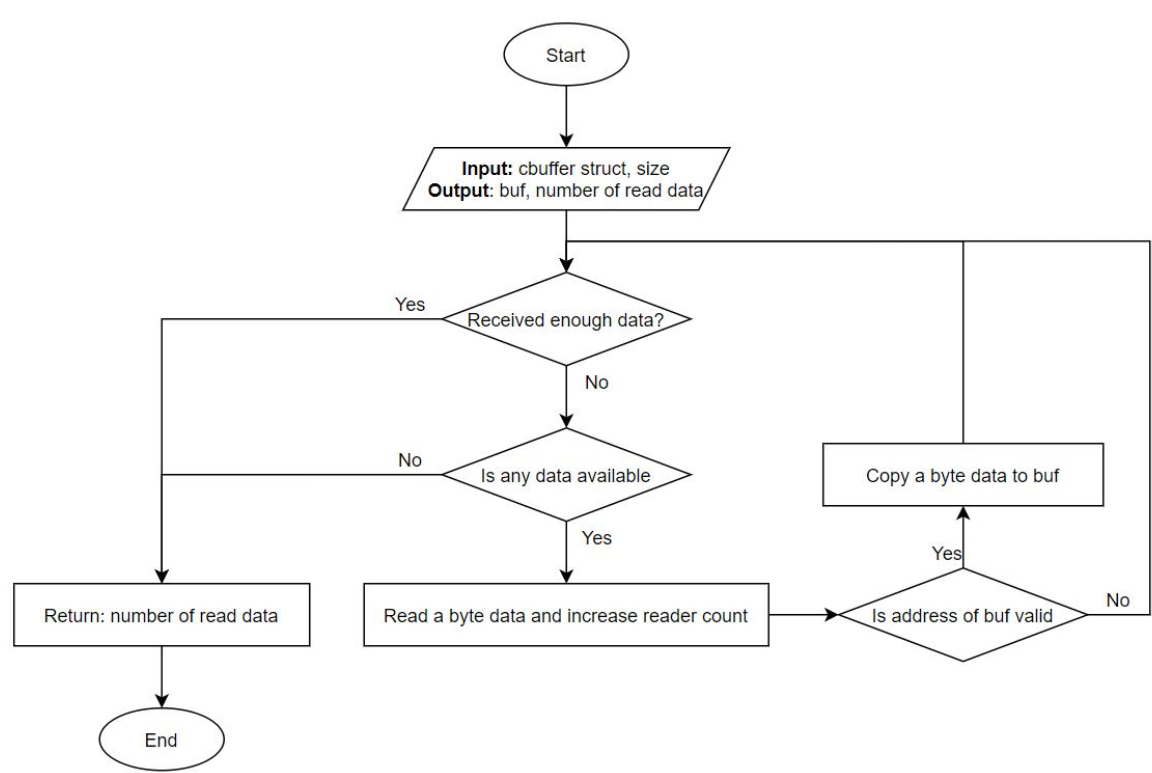 Start
Input: cbuffer struct, size
Output: buf, number of read data
Yes
Received enough data?
No
No
Is any data available
Copy a byte data to buf
Yes
Yes
Return: number of read data
Read a byte data and increase reader count
Is address of buf valid
No
End